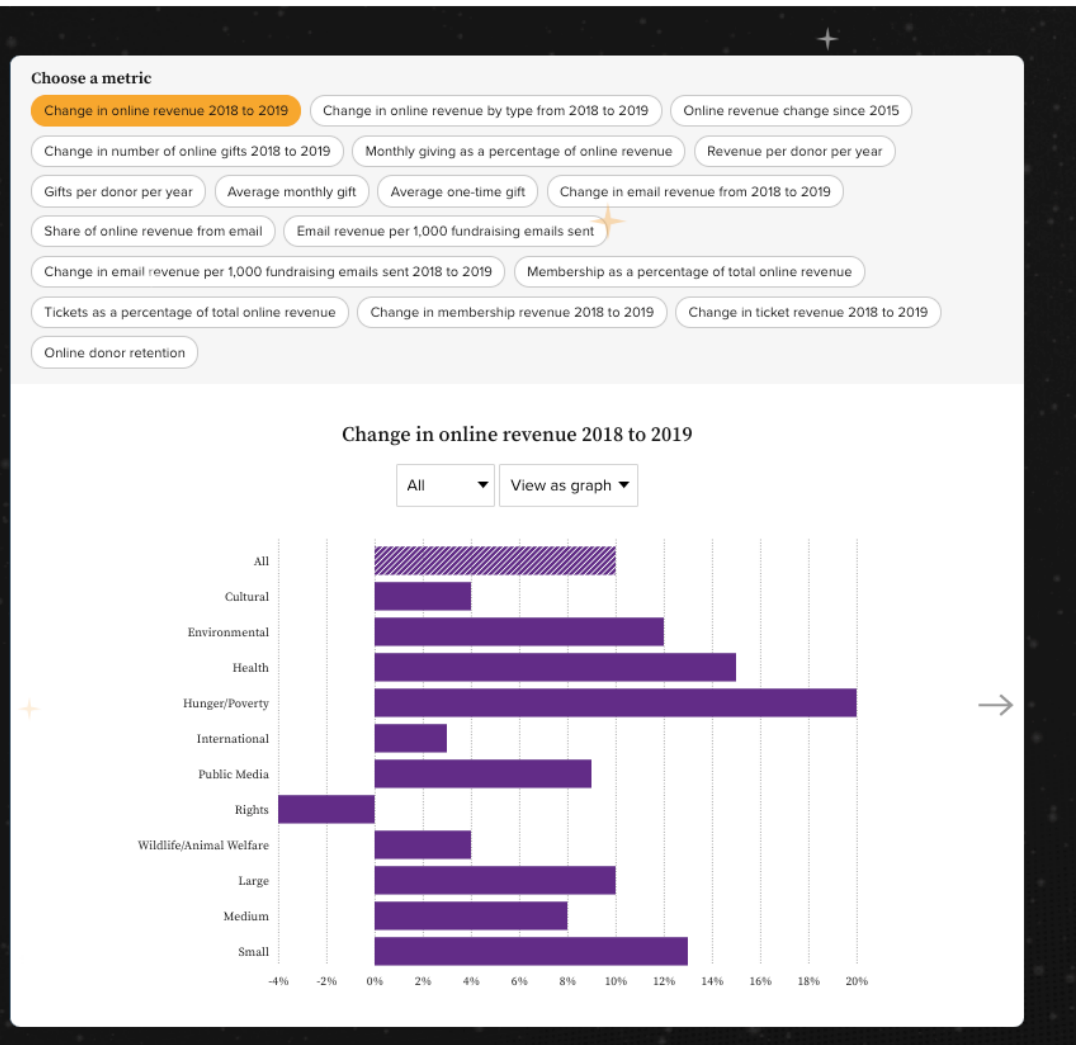 Choose a metric
Change in online revenue 2018 to 2019 Change in online revenue by type from 2018 to 2019 Online revenue change since 2015
Change in number of online gifts 2018 to 2019 Monthly giving as a percentage of online revenue Revenue per donor per year
Gifts per donor per year Average monthly gift Average one-time gift Change in email revenue from 2018 to 2019
Share of online revenue from email Email revenue per 1,000 fundraising emails sent
Change in email revenue per 1,000 fundraising emails sent 2018 to 2019 Membership as a percentage of total online revenue
Tickets as a percentage of total online revenue Change in membership revenue 2018 to 2019 Change in ticket revenue 2018 to 2019
Online donor retention
Change in online revenue 2018 to 2019
All View as graph
All
Cultural
Environmental
Health
Hunger/Poverty
International
Public Media
Rights
Wildlife/Animal Welfare
Large
Medium
Small
-4% -2% 0% 2% 4% 6% 8% 10% 12% 14% 16% 18% 20%